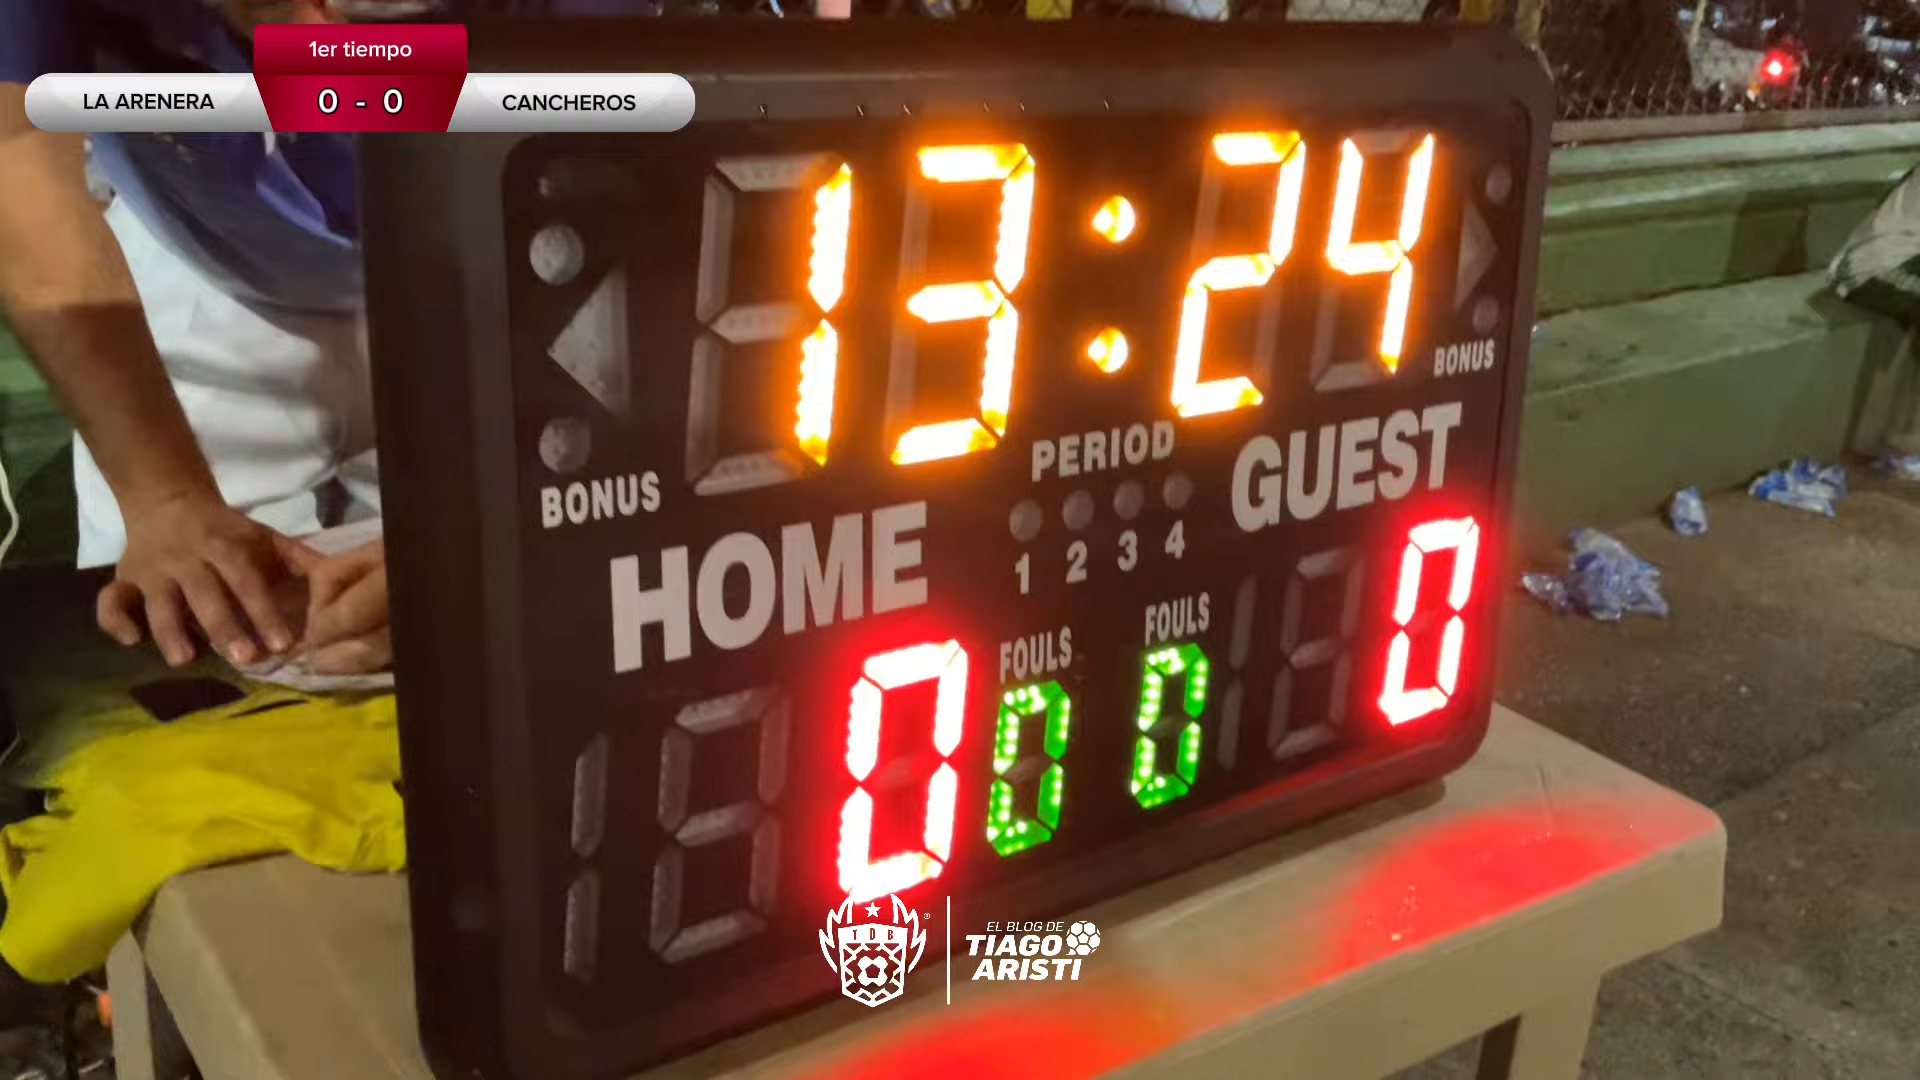 1er tiempo
LA ARENERA 0 - 0 CANCHEROS
13:24
BONUS
BONUS
PERIOD
HOME
GUEST
1 2 3 4
FOULS
FOULS
0 0 0 0
TDB
EL BLOG DE
TIAGO
ARISTI